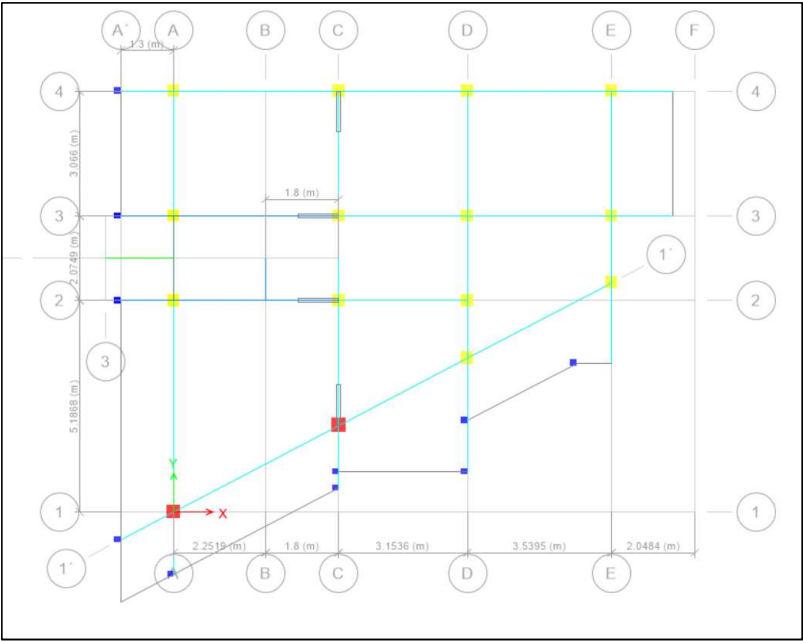 A´ A B C D E F
1.3 (m)
4 4
3.066 (m)
1.8 (m)
3 3
2.0749 (m)
1´
2 2
3
5.1868 (m)
Y
1 X 1
2.2519 (m) 1.8 (m) 3.1536 (m) 3.5395 (m) 2.0484 (m)
1´ A B C D E